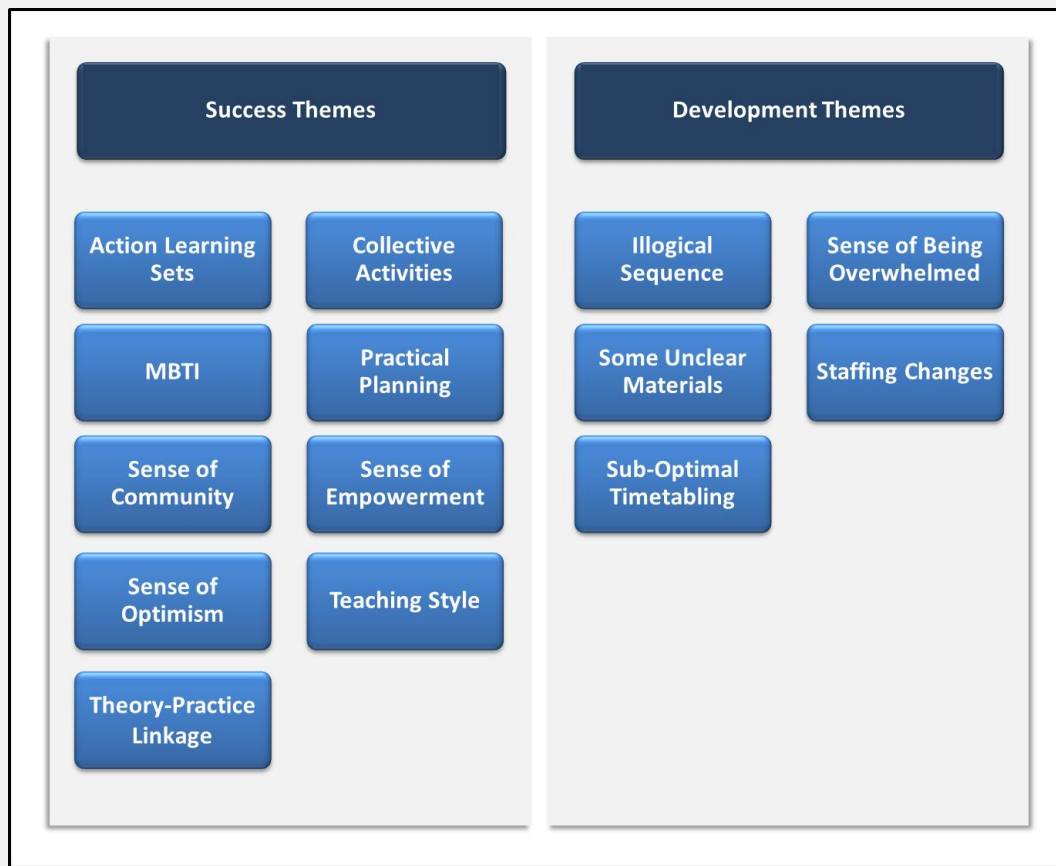 Success Themes
Action Learning
Sets
Collective
Activities
MBTI
Practical
Planning
Sense of
Community
Sense of
Empowerment
Sense of
Optimism
Teaching Style
Theory-Practice
Linkage
Development Themes
Illogical
Sequence
Sense of Being
Overwhelmed
Some Unclear
Materials
Staffing Changes
Sub-Optimal
Timetabling